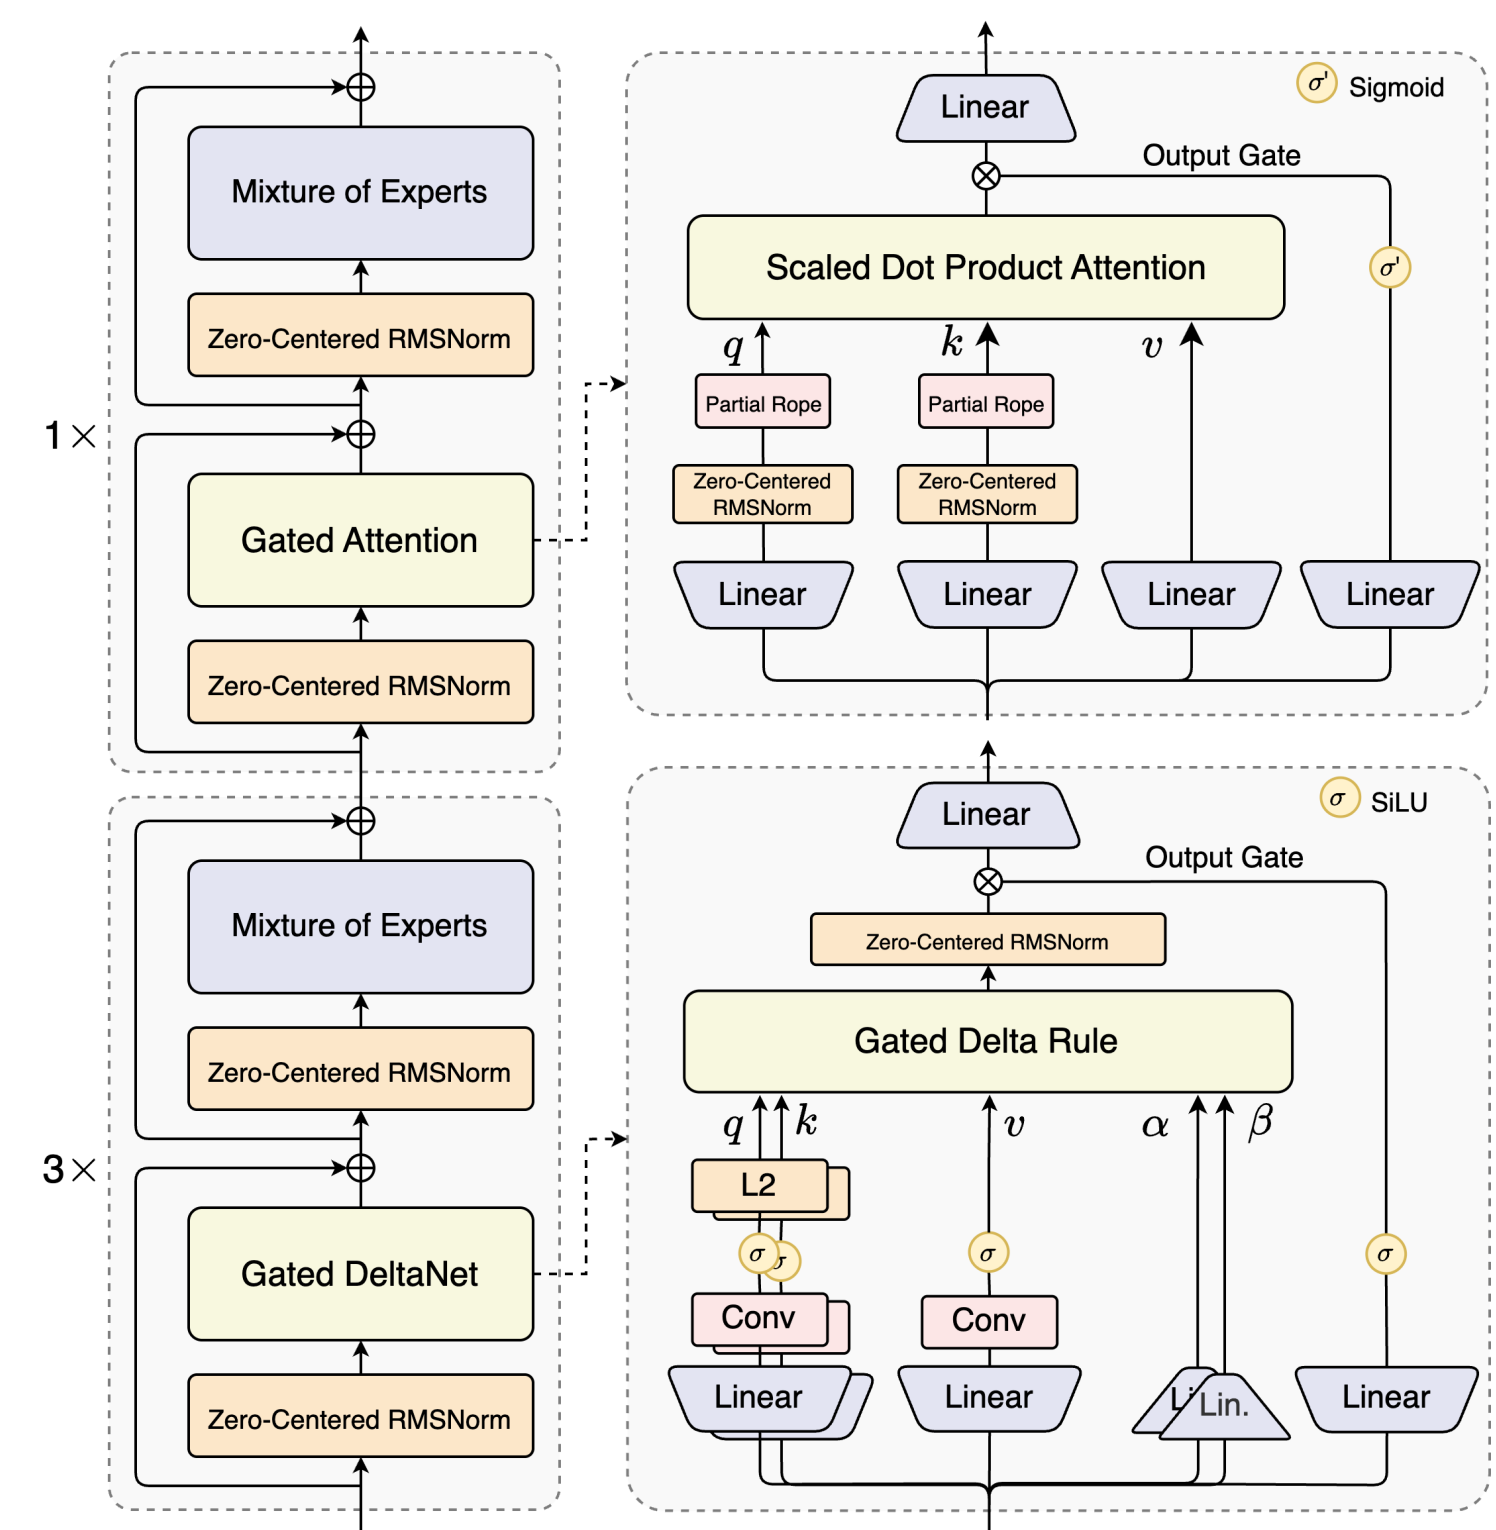 1×
Mixture of Experts
Zero-Centered RMSNorm
Gated Attention
Zero-Centered RMSNorm
3×
Mixture of Experts
Zero-Centered RMSNorm
Gated DeltaNet
Zero-Centered RMSNorm
σ' Sigmoid
Linear
Output Gate
Scaled Dot Product Attention
σ'
q k v
Partial Rope Partial Rope
Zero-Centered Zero-Centered
RMSNorm RMSNorm
Linear Linear Linear Linear
σ SiLU
Linear
Output Gate
Zero-Centered RMSNorm
Gated Delta Rule
q k v α β
L2
σ σ σ σ
Conv Conv
Linear Linear Li Lin. Linear